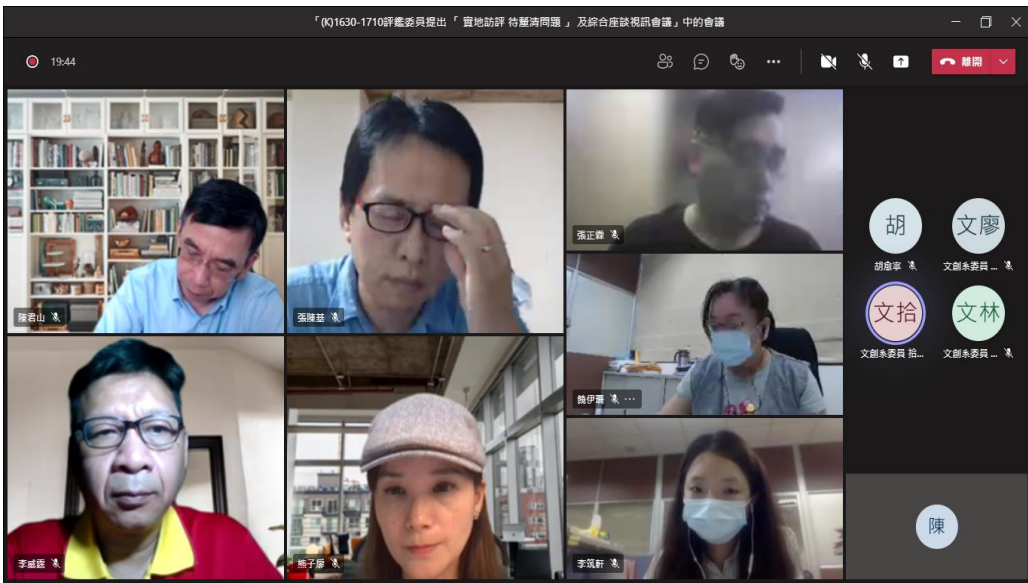 「(K)1630-1710評鑑委員提出「 實地訪評 待釐清問題 」 及綜合座談視訊會議」中的會議
19:44
離開
陳君山
張陳基
張正霖
饒伊珮
李威霆
熊子屏
李筑軒
胡
胡愈寧
文廖
文創系委員 ...
文拾
文創系委員 拾...
文林
文創系委員 ...
陳